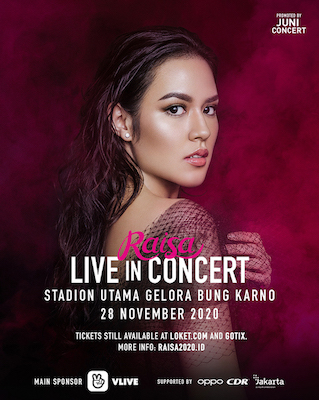 PROMOTED BY
JUNI
CONCERT
Raisa
LIVE IN CONCERT
STADION UTAMA GELORA BUNG KARNO
28 NOVEMBER 2020
TICKETS STILL AVAILABLE AT LOKET.COM AND GOTIX.
MORE INFO: RAISA2020.ID
MAIN SPONSOR V VLIVE SUPPORTED BY oppo CDR Jakarta